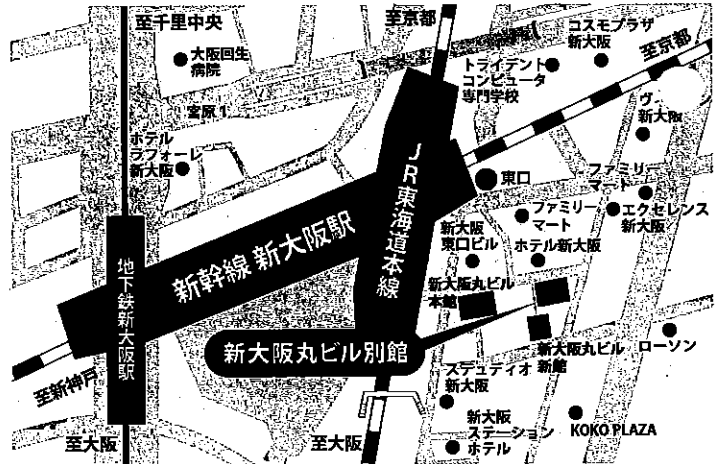 至千里中央
至京都
コスモプラザ
新大阪
至京都
大阪回生
病院
トライデント
コンピュータ
専門学校
宮原1
新大阪
ホテル
ラフォーレ
新大阪
JR東海道本線
東口
ファミリー
マート
ファミリー
マート
エクセレンス
新大阪
新大阪
東口ビル
ホテル新大阪
新幹線 新大阪駅
地下鉄新大阪駅
新大阪丸ビル
本館
新大阪丸ビル別館
新大阪丸ビル
新館
ローソン
至新神戸
ステュディオ
新大阪
新大阪
ステーション
ホテル
KOKO PLAZA
至大阪
至大阪